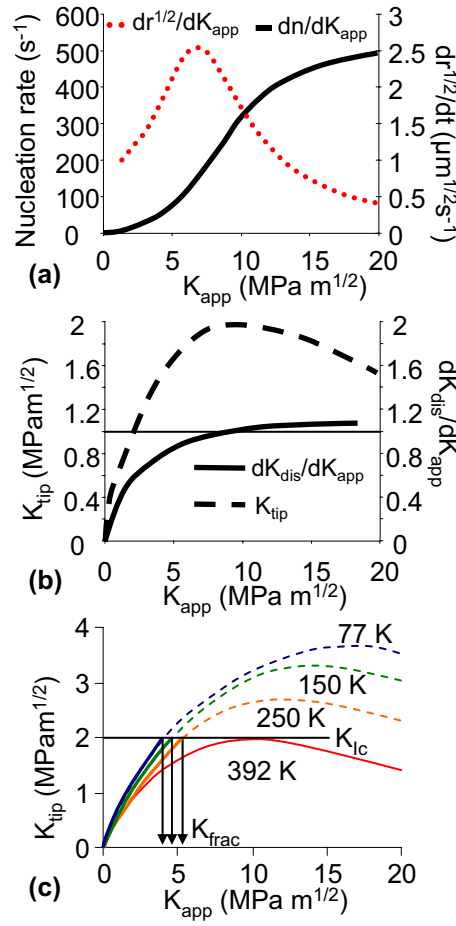 dr1/2/dKapp dn/dKapp
Nucleation rate (s-1)
600
500
400
300
200
100
0
3
2.5
2
1.5
1
0.5
0
dr1/2/dt (μm1/2s-1)
0 5 10 15 20
(a)
Kapp (MPa m1/2)
Ktip (MPam1/2)
2
1.6
1.2
0.8
0.4
0
2
1.6
1.2
0.8
0.4
0
dKdis/dKapp
dKdis/dKapp
Ktip
0 5 10 15 20
(b)
Kapp (MPa m1/2)
Ktip (MPam1/2)
4
3
2
1
0
77 K
150 K
250 K
KIc
392 K
Kfrac
0 5 10 15 20
(c)
Kapp (MPa m1/2)